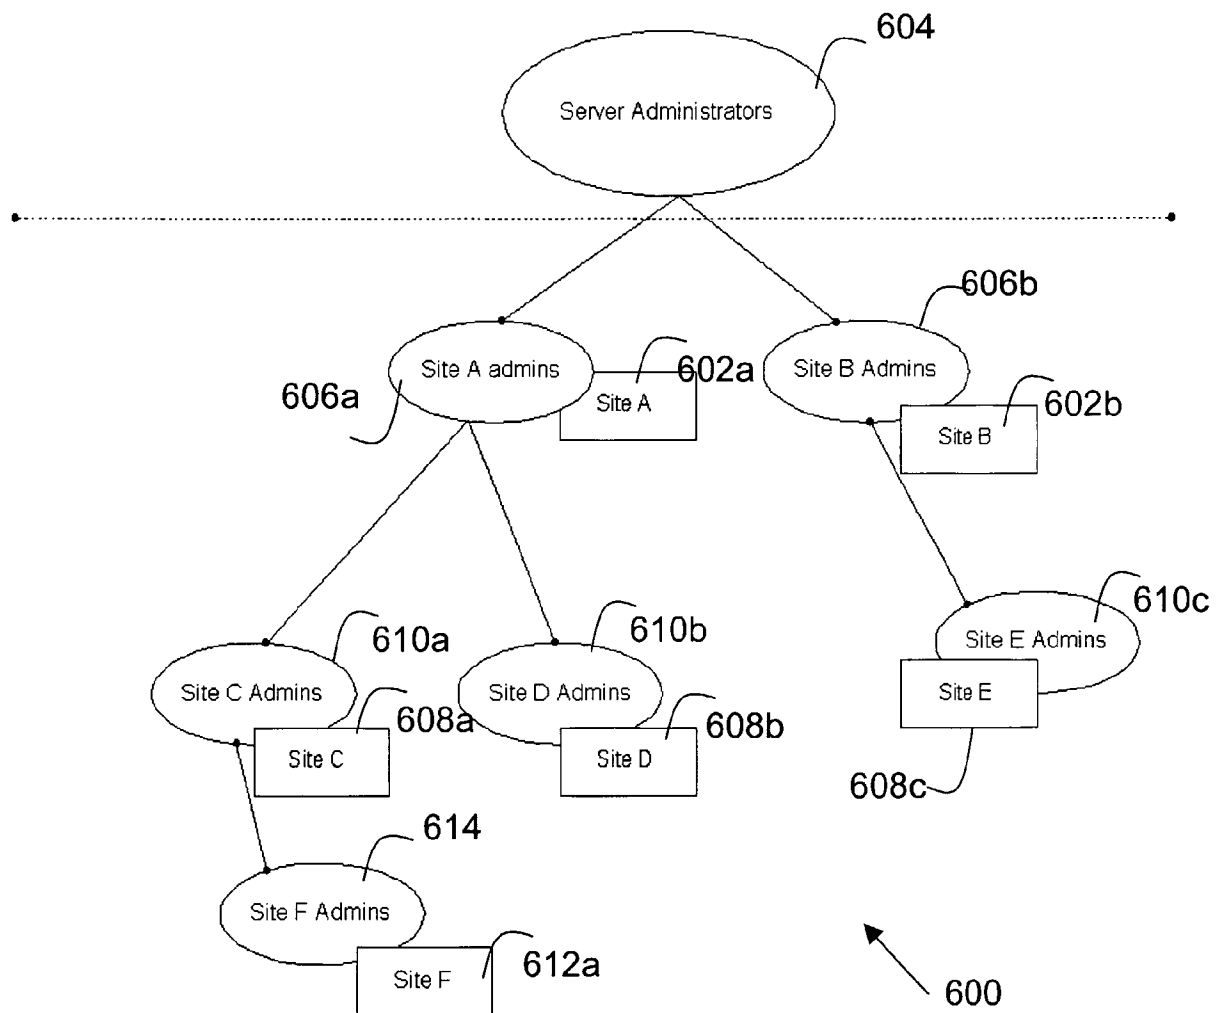 604
Server Administrators
606b
Site A admins
602a
Site B Admins
606a
Site A
602b
Site B
610a
610b
610c
Site E Admins
Site C Admins
Site D Admins
Site E
608a
608b
Site C
Site D
608c
614
Site F Admins
612a
Site F
600